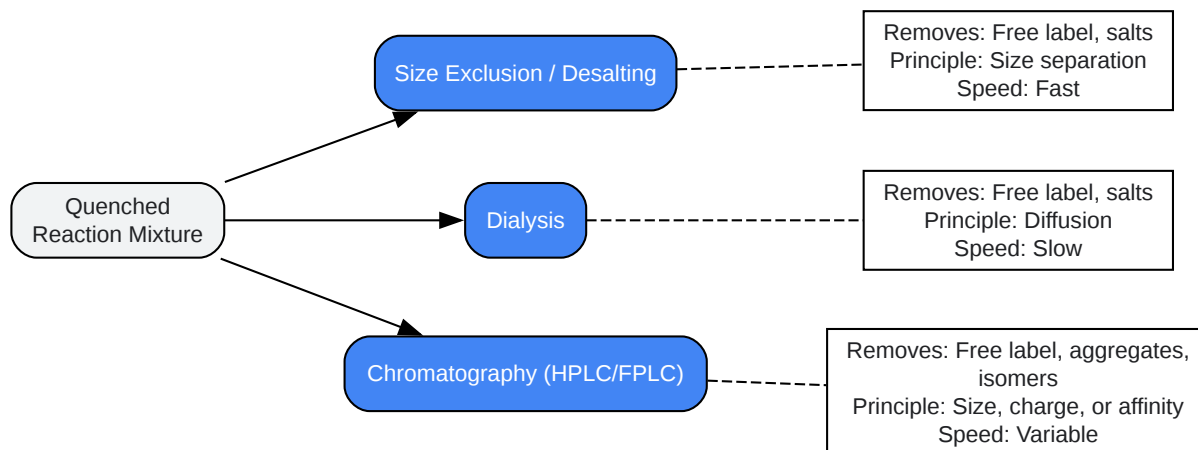 Size Exclusion / Desalting
Removes: Free label, salts
Principle: Size separation
Speed: Fast
Quenched
Reaction Mixture
Dialysis
Removes: Free label, salts
Principle: Diffusion
Speed: Slow
Chromatography (HPLC/FPLC)
Removes: Free label, aggregates,
isomers
Principle: Size, charge, or affinity
Speed: Variable